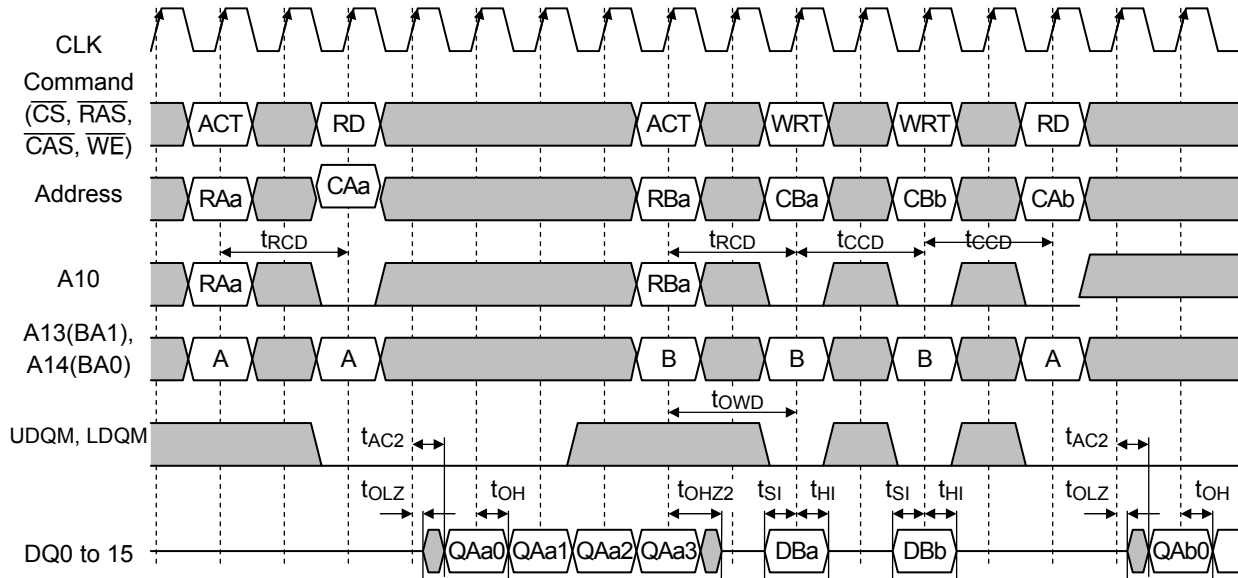 CLK
Command
(CS, RAS,
CAS, WE)
ACT RD ACT WRT WRT RD
Address
RAa CAa RBa CBa CBb CAb
tRCD tRCD tCCD tCCD
A10
RAa RBa
A13(BA1),
A14(BA0)
A A B B B A
tOWD
UDQM, LDQM
tAC2 tAC2
tOLZ tOH tOHZ2 tSI tHI tSI tHI tOLZ tOH
DQ0 to 15
QAa0 QAa1 QAa2 QAa3 DBa DBb QAb0